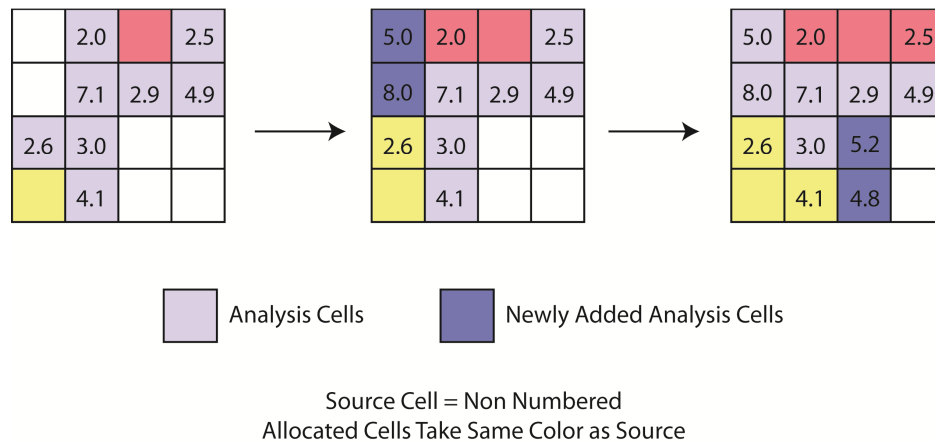 2.0 2.5 5.0 2.0 2.5 5.0 2.0 2.5
7.1 2.9 4.9 8.0 7.1 2.9 4.9 8.0 7.1 2.9 4.9
2.6 3.0 2.6 3.0 2.6 3.0 5.2
4.1 4.1 4.1 4.8
Analysis Cells Newly Added Analysis Cells
Source Cell = Non Numbered
Allocated Cells Take Same Color as Source